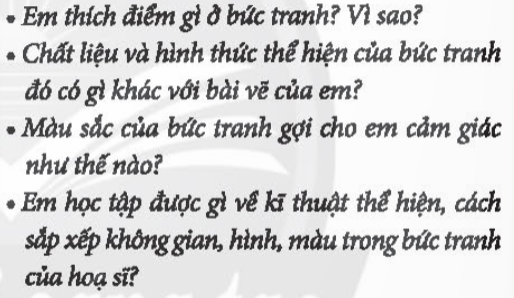 • Em thích điểm gì ở bức tranh? Vì sao?
• Chất liệu và hình thức thể hiện của bức tranh
đó có gì khác với bài vẽ của em?
• Màu sắc của bức tranh gợi cho em cảm giác
như thế nào?
• Em học tập được gì về kĩ thuật thể hiện, cách
sắp xếp không gian, hình, màu trong bức tranh
của hoạ sĩ?